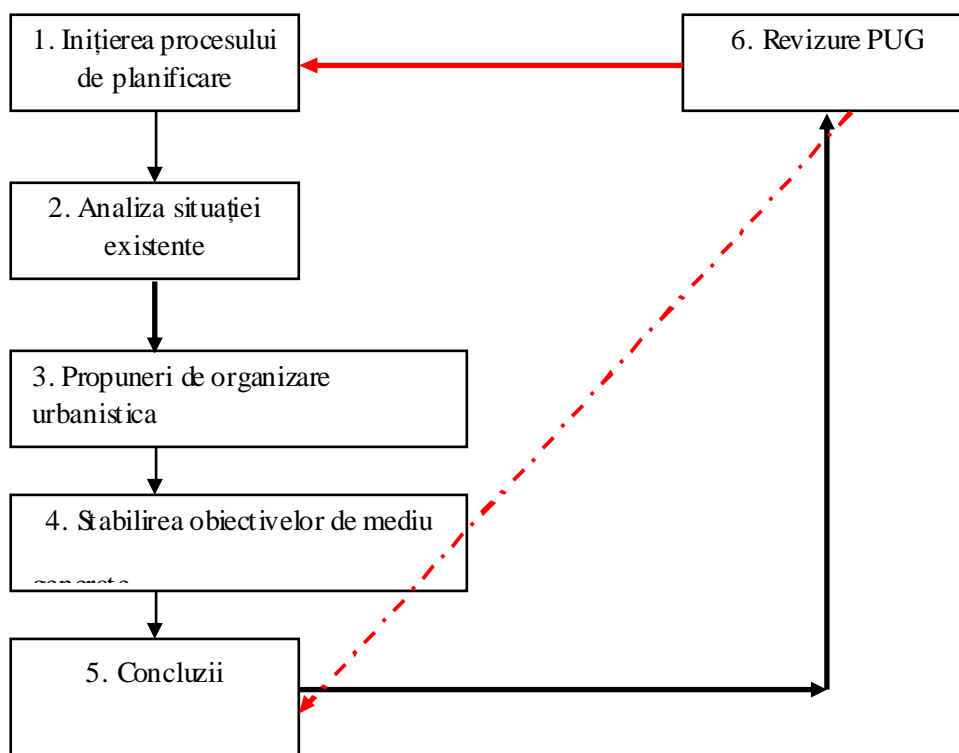 1. Inițierea procesului
de planificare
6. Revizure PUG
2. Analiza situației
existente
3. Propuneri de organizare
urbanistica
4. Stabilirea obiectivelor de mediu
5. Concluzii